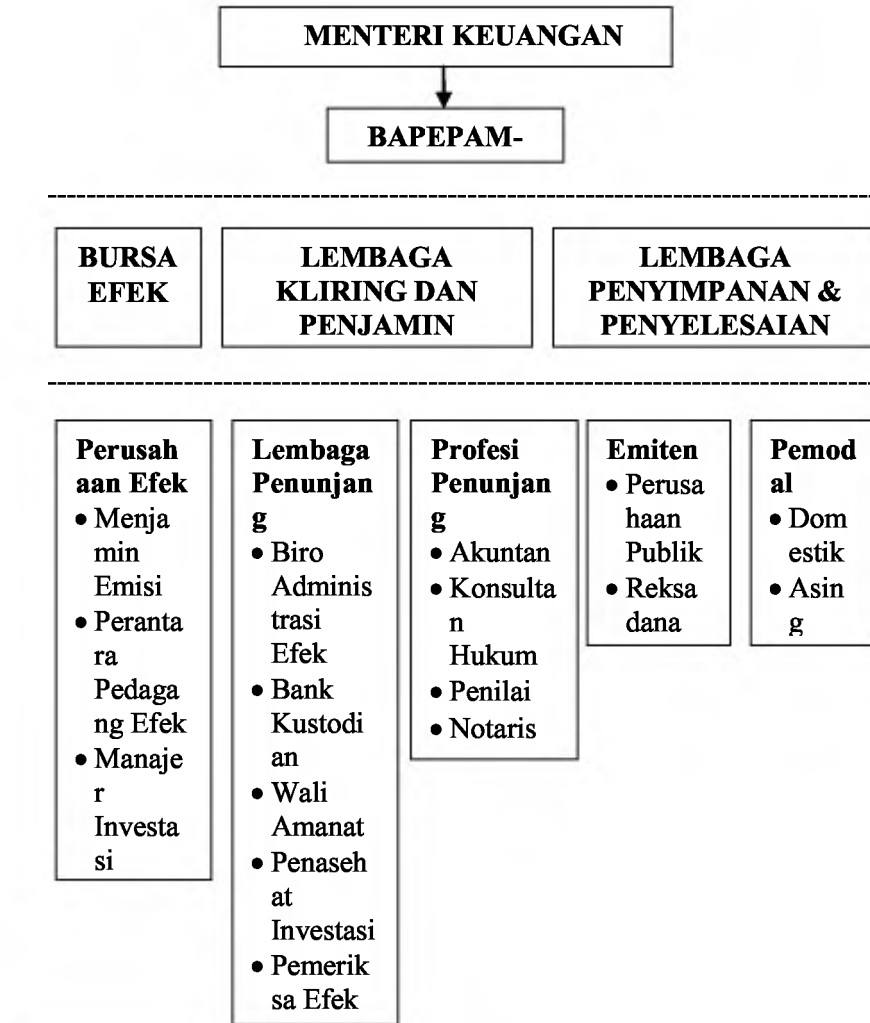 MENTERI KEUANGAN
BAPEPAM-
BURSA
EFEK
LEMBAGA
KLIRING DAN
PENJAMIN
LEMBAGA
PENYIMPANAN &
PENYELESAIAN
Perusah
aan Efek
• Menja
min
Emisi
• Peranta
ra
Pedaga
ng Efek
• Manaje
r
Investa
si
Lembaga
Penunjan
g
• Biro
Adminis
trasi
Efek
• Bank
Kustodi
an
• Wali
Amanat
• Penaseh
at
Investasi
• Pemerik
sa Efek
Profesi
Penunjan
g
• Akuntan
• Konsulta
n
Hukum
• Penilai
• Notaris
Emiten
• Perusa
haan
Publik
• Reksa
dana
Pemod
al
• Dom
estik
• Asin
g